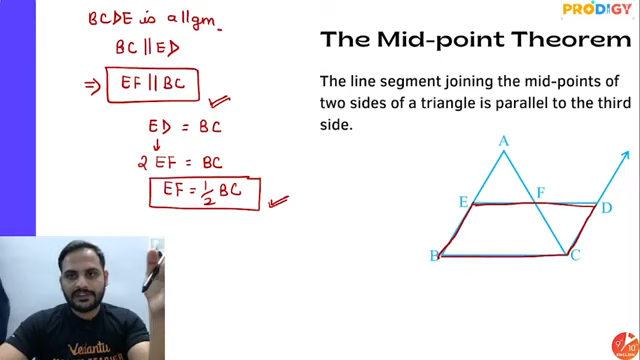 BCDE is a llgm.
BC || ED
⇒ EF || BC
ED = BC
2 EF = BC
EF = 1/2 BC
PRODIGY
The Mid-point Theorem
The line segment joining the mid-points of
two sides of a triangle is parallel to the third
side.
A
E
F
D
B
C
Vedantu
9 10